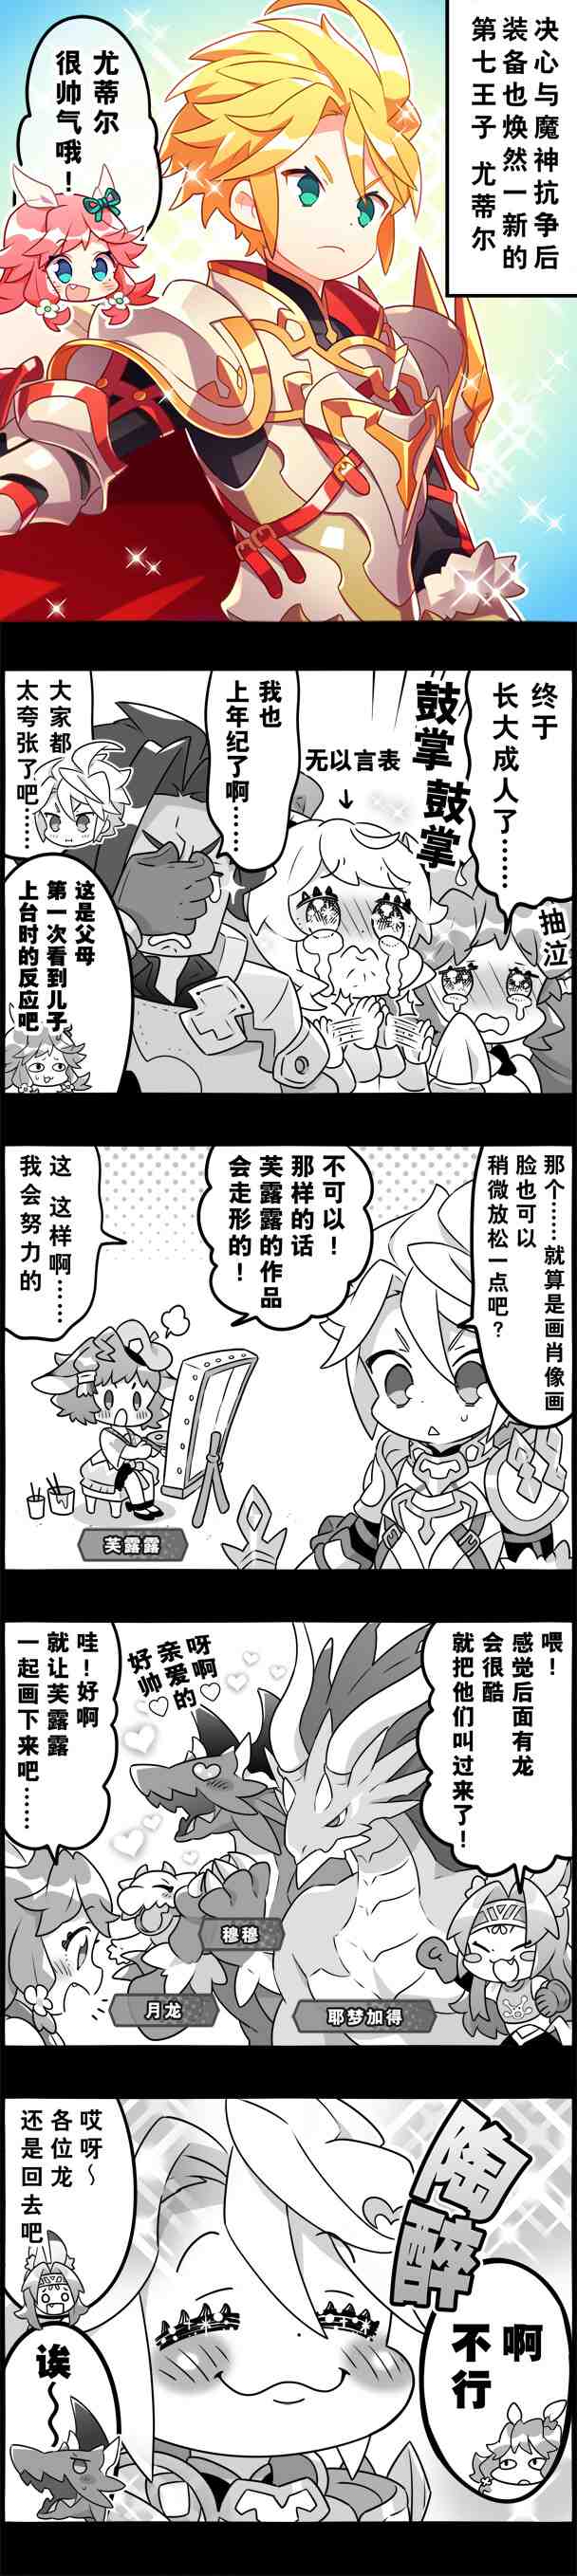 决心与魔神抗争后
装备也焕然一新的
第七王子 尤蒂尔
尤蒂尔
很帅气哦！
终于
长大成人了……
鼓掌
鼓掌
抽泣
无以言表
我也
上年纪了啊……
大家都
太夸张了吧……
这是父母
第一次看到儿子
上台时的反应吧
那个……就算是画肖像画
脸也可以
稍微放松一点吧？
不可以！
那样的话
芙露露的作品
会走形的！
这 这样啊……
我会努力的
芙露露
喂！
感觉后面有龙
会很酷
就把他们叫过来了！
呀啊
亲爱的♡
好帅♡
哇！好啊
就让芙露露
一起画下来吧……
穆穆
月龙
耶梦加得
陶醉
啊
不行
哎呀～
各位龙
还是回去吧
诶～